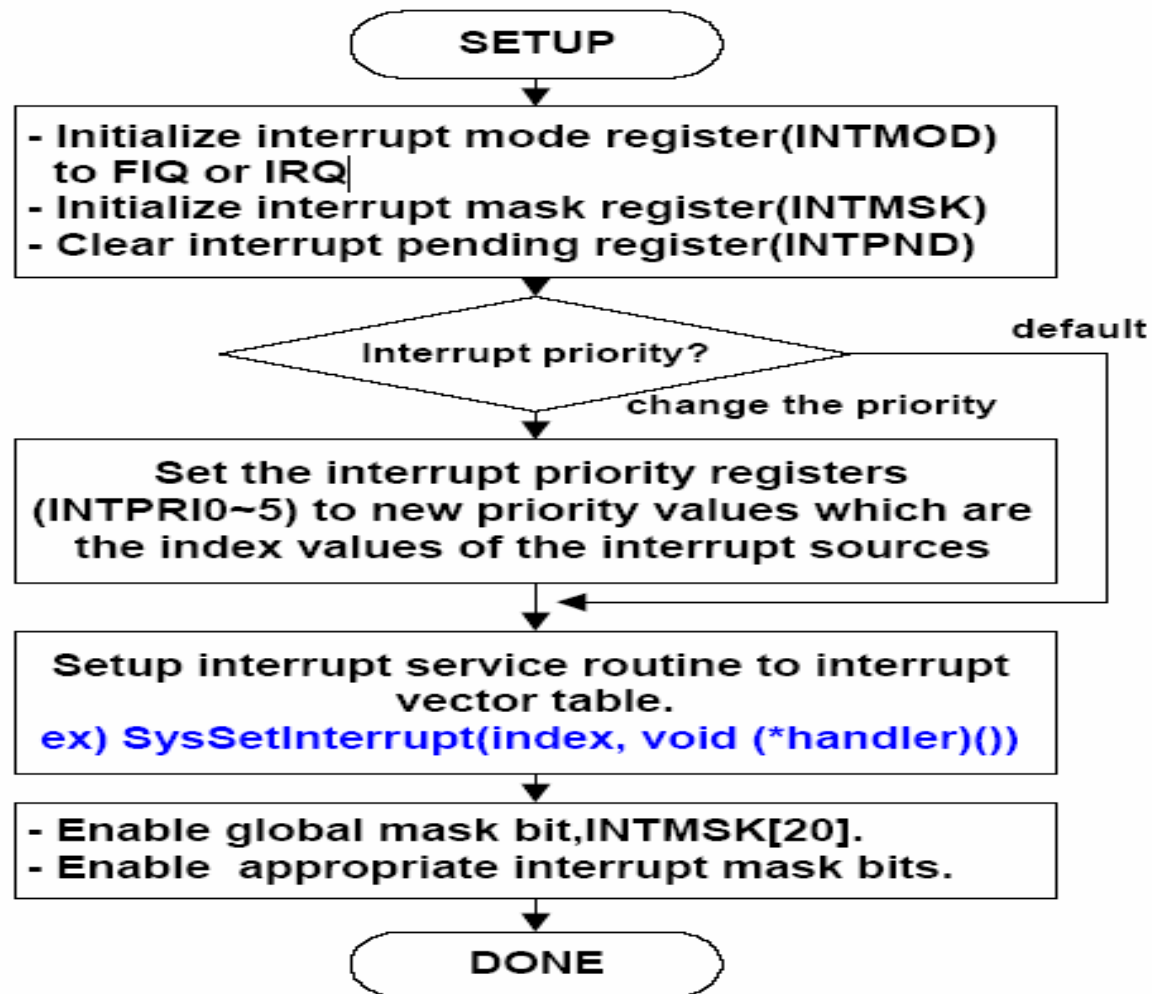 SETUP
- Initialize interrupt mode register(INTMOD)
to FIQ or IRQ
- Initialize interrupt mask register(INTMSK)
- Clear interrupt pending register(INTPND)
Interrupt priority?
default
change the priority
Set the interrupt priority registers
(INTPRI0~5) to new priority values which are
the index values of the interrupt sources
Setup interrupt service routine to interrupt
vector table.
ex) SysSetInterrupt(index, void (*handler)())
- Enable global mask bit,INTMSK[20].
- Enable  appropriate interrupt mask bits.
DONE